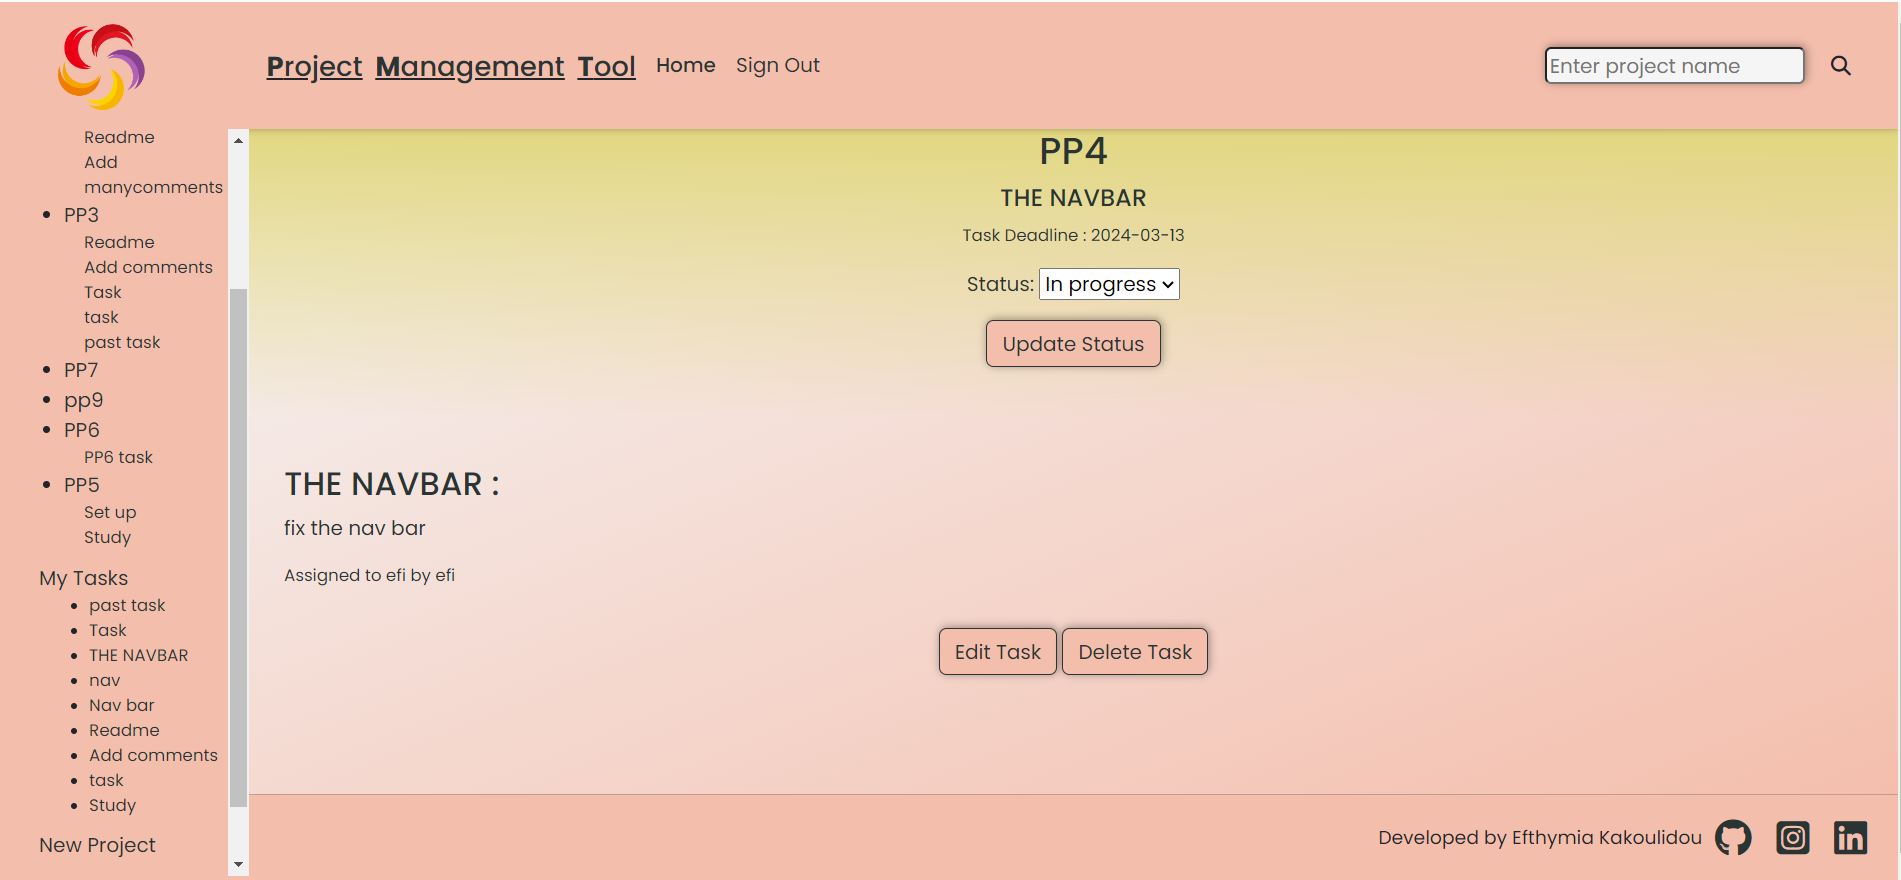 Project Management Tool Home Sign Out
Enter project name
Readme
Add
manycomments
PP3
Readme
Add comments
Task
task
past task
PP7
pp9
PP6
PP6 task
PP5
Set up
Study
My Tasks
past task
Task
THE NAVBAR
nav
Nav bar
Readme
Add comments
task
Study
New Project
PP4
THE NAVBAR
Task Deadline : 2024-03-13
Status: In progress
Update Status
THE NAVBAR :
fix the nav bar
Assigned to efi by efi
Edit Task Delete Task
Developed by Efthymia Kakoulidou
in